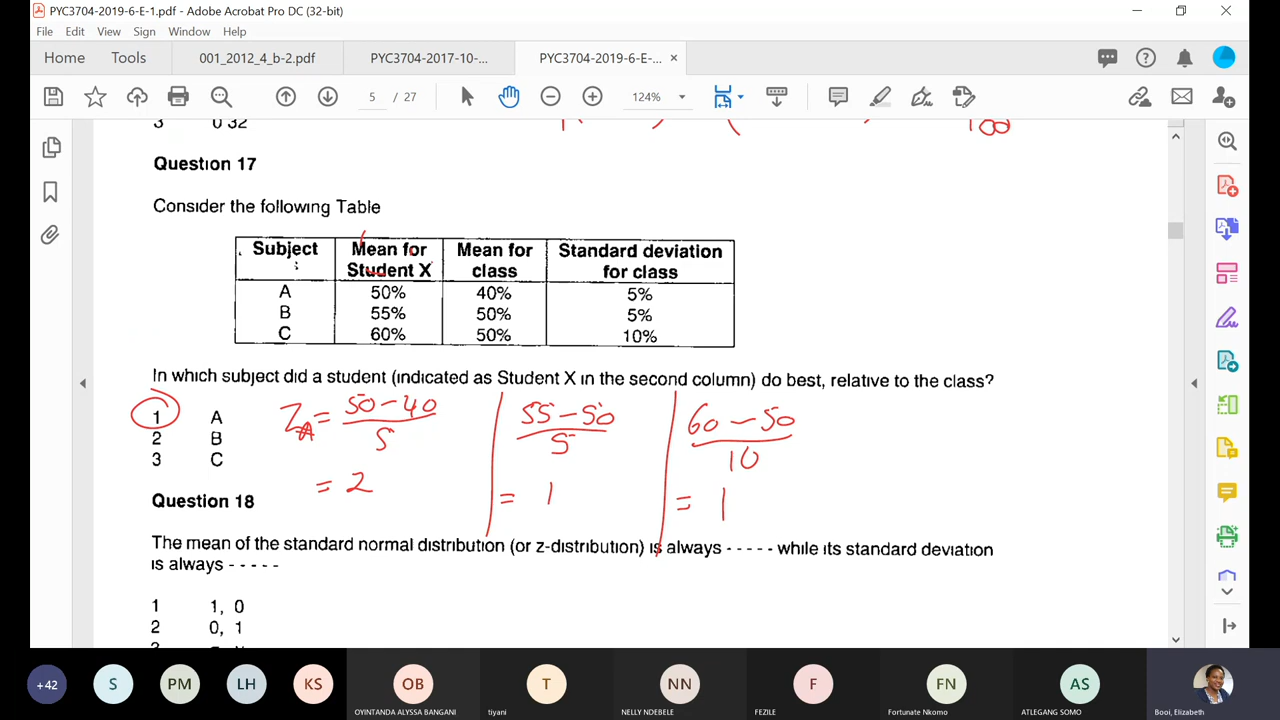 PYC3704-2019-6-E-1.pdf - Adobe Acrobat Pro DC (32-bit)
File Edit View Sign Window Help
Home Tools 001_2012_4_b-2.pdf PYC3704-2017-10-... PYC3704-2019-6-E-... ×
5 / 27 124%
3 0 32 100
Question 17
Consider the following Table
Subject Mean for Student X Mean for class Standard deviation for class
A 50% 40% 5%
B 55% 50% 5%
C 60% 50% 10%
In which subject did a student (indicated as Student X in the second column) do best, relative to the class?
1 A
2 B
3 C
Z_A = 50 - 40 / 5 = 2
55 - 50 / 5 = 1
60 - 50 / 10 = 1
Question 18
The mean of the standard normal distribution (or z-distribution) is always - - - - - while its standard deviation
is always - - - - -
1 1, 0
2 0, 1
+42 S PM LH KS OB T NN F FN AS
OYINTANDA ALYSSA BANGANI tiyani NELLY NDEBELE FEZILE Fortunate Nkomo ATLEGANG SOMO Booi, Elizabeth